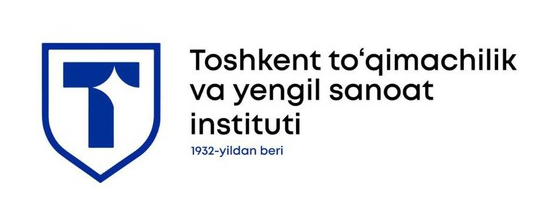 Toshkent to‘qimachilik
va yengil sanoat
instituti
1932-yildan beri